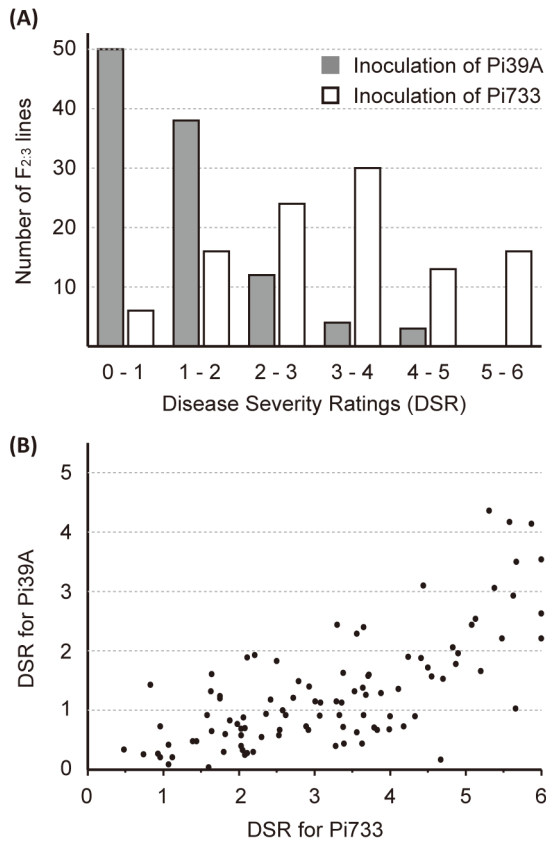 (A)
50
40
30
20
10
Number of F2:3 lines
Inoculation of Pi39A
Inoculation of Pi733
0 - 1 1 - 2 2 - 3 3 - 4 4 - 5 5 - 6
Disease Severity Ratings (DSR)
(B)
5
4
3
2
1
0
DSR for Pi39A
0 1 2 3 4 5 6
DSR for Pi733